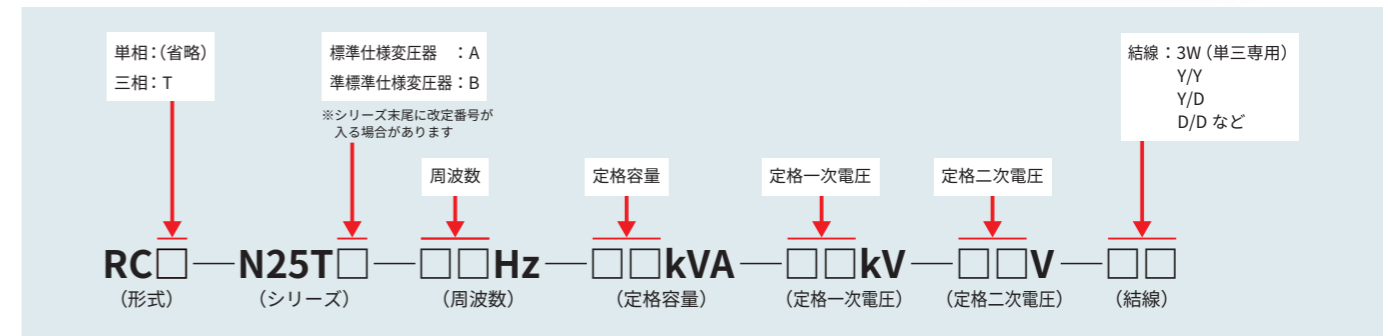 単相:(省略)
三相:T
標準仕様変圧器 :A
準標準仕様変圧器:B
※シリーズ末尾に改定番号が
入る場合があります
結線:3W(単三専用)
Y/Y
Y/D
D/D など
周波数
定格容量
定格一次電圧
定格二次電圧
RC□—N25T□—□□Hz—□□kVA—□□kV—□□V—□□
(形式) (シリーズ) (周波数) (定格容量) (定格一次電圧) (定格二次電圧) (結線)